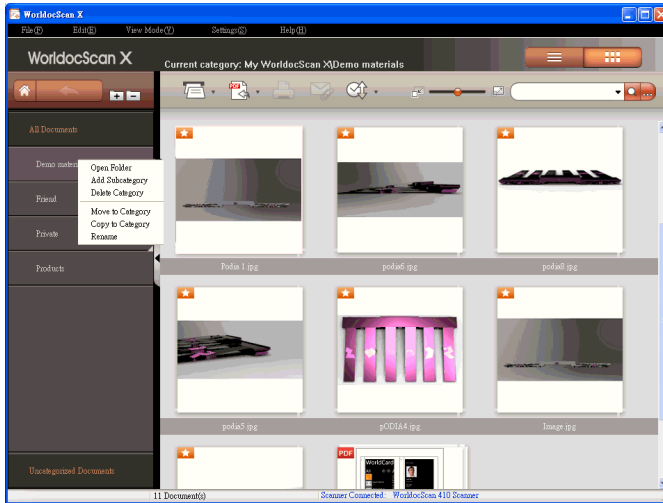 WorldocScan X
File(F) Edit(E) View Mode(V) Settings(S) Help(H)
WorldocScan X
Current category: My WorldocScan X\Demo materials
PDF
All Documents
Demo materi
Open Folder
Add Subcategory
Delete Category
Move to Category
Copy to Category
Rename
Friend
Private
Products
Podia 1.jpg
podia6.jpg
podia8.jpg
podia5.jpg
pODIA4.jpg
Image.jpg
PDF
WorldCard
Uncategorized Documents
11 Document(s)
Scanner Connected: WorldocScan 410 Scanner